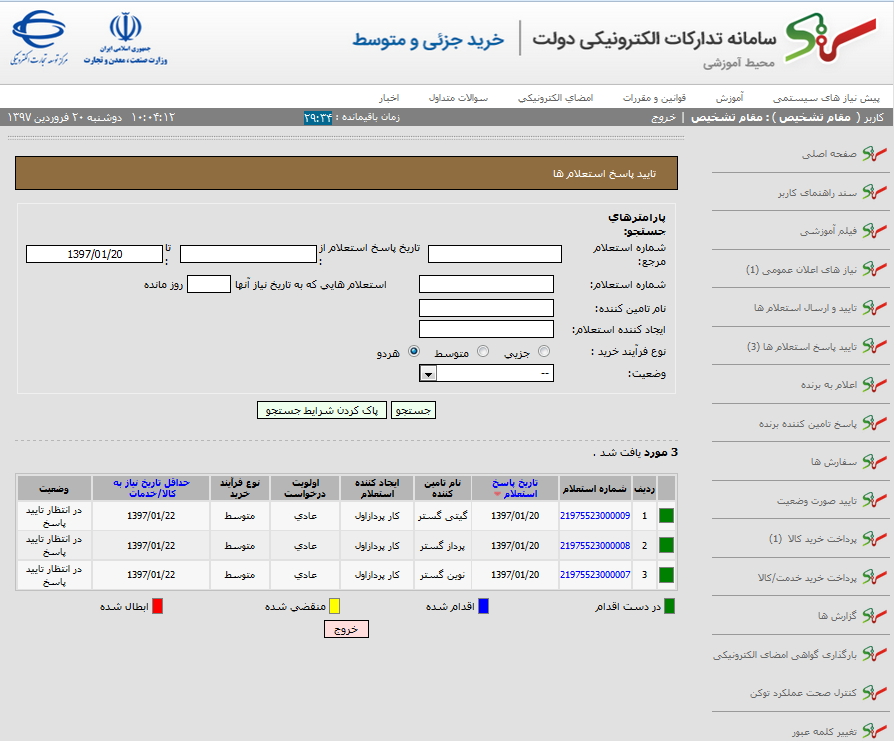 سامانه تدارکات الکترونیکی دولت
محیط آموزشی
خرید جزئی و متوسط
جمهوری اسلامی ایران
وزارت صنعت، معدن و تجارت
مرکز توسعه تجارت الکترونیکی
پیش نیاز های سیستمی
آموزش
قوانین و مقررات
امضای الکترونیکی
سوالات متداول
اخبار
کاربر ( مقام تشخیص ) : مقام تشخیص | خروج
زمان باقیمانده : ۲۹:۳۴
۱۰:۰۴:۱۲ دوشنبه ۲۰ فروردین ۱۳۹۷
صفحه اصلی
سند راهنمای کاربر
فیلم آموزشی
نیاز های اعلان عمومی (1)
تایید و ارسال استعلام ها
تایید پاسخ استعلام ها (3)
اعلام به برنده
پاسخ تامین کننده برنده
سفارش ها
تایید صورت وضعیت
پرداخت خرید کالا (1)
پرداخت خرید خدمت/کالا
گزارش ها
بارگذاری گواهی امضای الکترونیکی
کنترل صحت عملکرد توکن
تغییر کلمه عبور
تایید پاسخ استعلام ها
پارامترهاي جستجو:
شماره استعلام مرجع:
تاریخ پاسخ استعلام از :
تا : 1397/01/20
شماره استعلام:
استعلام هایي که به تاریخ نیاز آنها
روز مانده
نام تامین کننده:
ایجاد کننده استعلام:
نوع فرآیند خرید :
جزیي
متوسط
هردو
وضعیت:
--
جستجو
پاک کردن شرایط جستجو
3 مورد یافت شد .
ردیف شماره استعلام تاریخ پاسخ استعلام نام تامین کننده ایجاد کننده استعلام اولویت درخواست نوع فرآیند خرید حداقل تاریخ نیاز به کالا/خدمات وضعیت
1 21975523000009 1397/01/20 گیتی گستر کار پردازاول عادي متوسط 1397/01/22 در انتظار تایید پاسخ
2 21975523000008 1397/01/20 پرداز گستر کار پردازاول عادي متوسط 1397/01/22 در انتظار تایید پاسخ
3 21975523000007 1397/01/20 نوین گستر کار پردازاول عادي متوسط 1397/01/22 در انتظار تایید پاسخ
در دست اقدام
اقدام شده
منقضي شده
ابطال شده
خروج